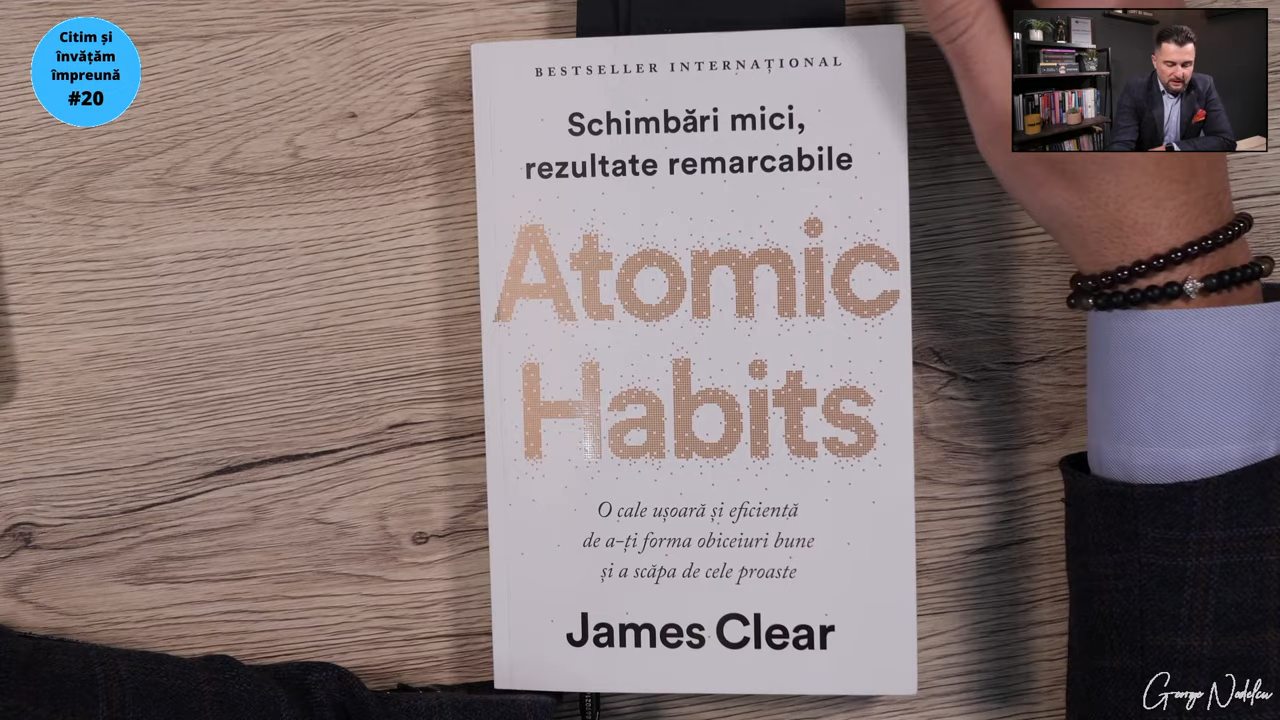 Citim și
învățăm
împreună
#20
BESTSELLER INTERNAȚIONAL
Schimbări mici,
rezultate remarcabile
Atomic
Habits
O cale ușoară și eficientă
de a-ți forma obiceiuri bune
și a scăpa de cele proaste
James Clear
George Nedelcu